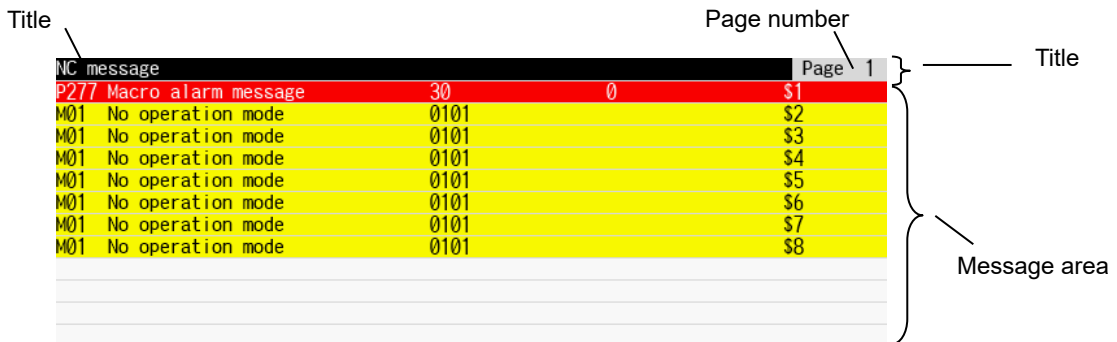 Title Page number
NC message Page 1 Title
P277 Macro alarm message 30 0 $1
M01 No operation mode 0101 $2
M01 No operation mode 0101 $3
M01 No operation mode 0101 $4
M01 No operation mode 0101 $5
M01 No operation mode 0101 $6
M01 No operation mode 0101 $7
M01 No operation mode 0101 $8
Message area